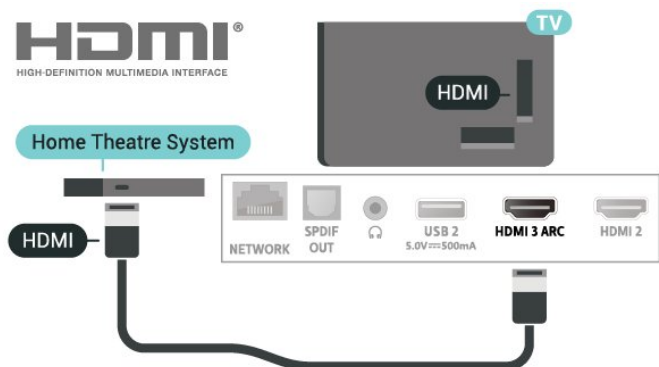 HDMI®
HIGH-DEFINITION MULTIMEDIA INTERFACE
TV
HDMI
Home Theatre System
HDMI
NETWORK
SPDIF
OUT
USB 2
5.0V⎓500mA
HDMI 3 ARC
HDMI 2